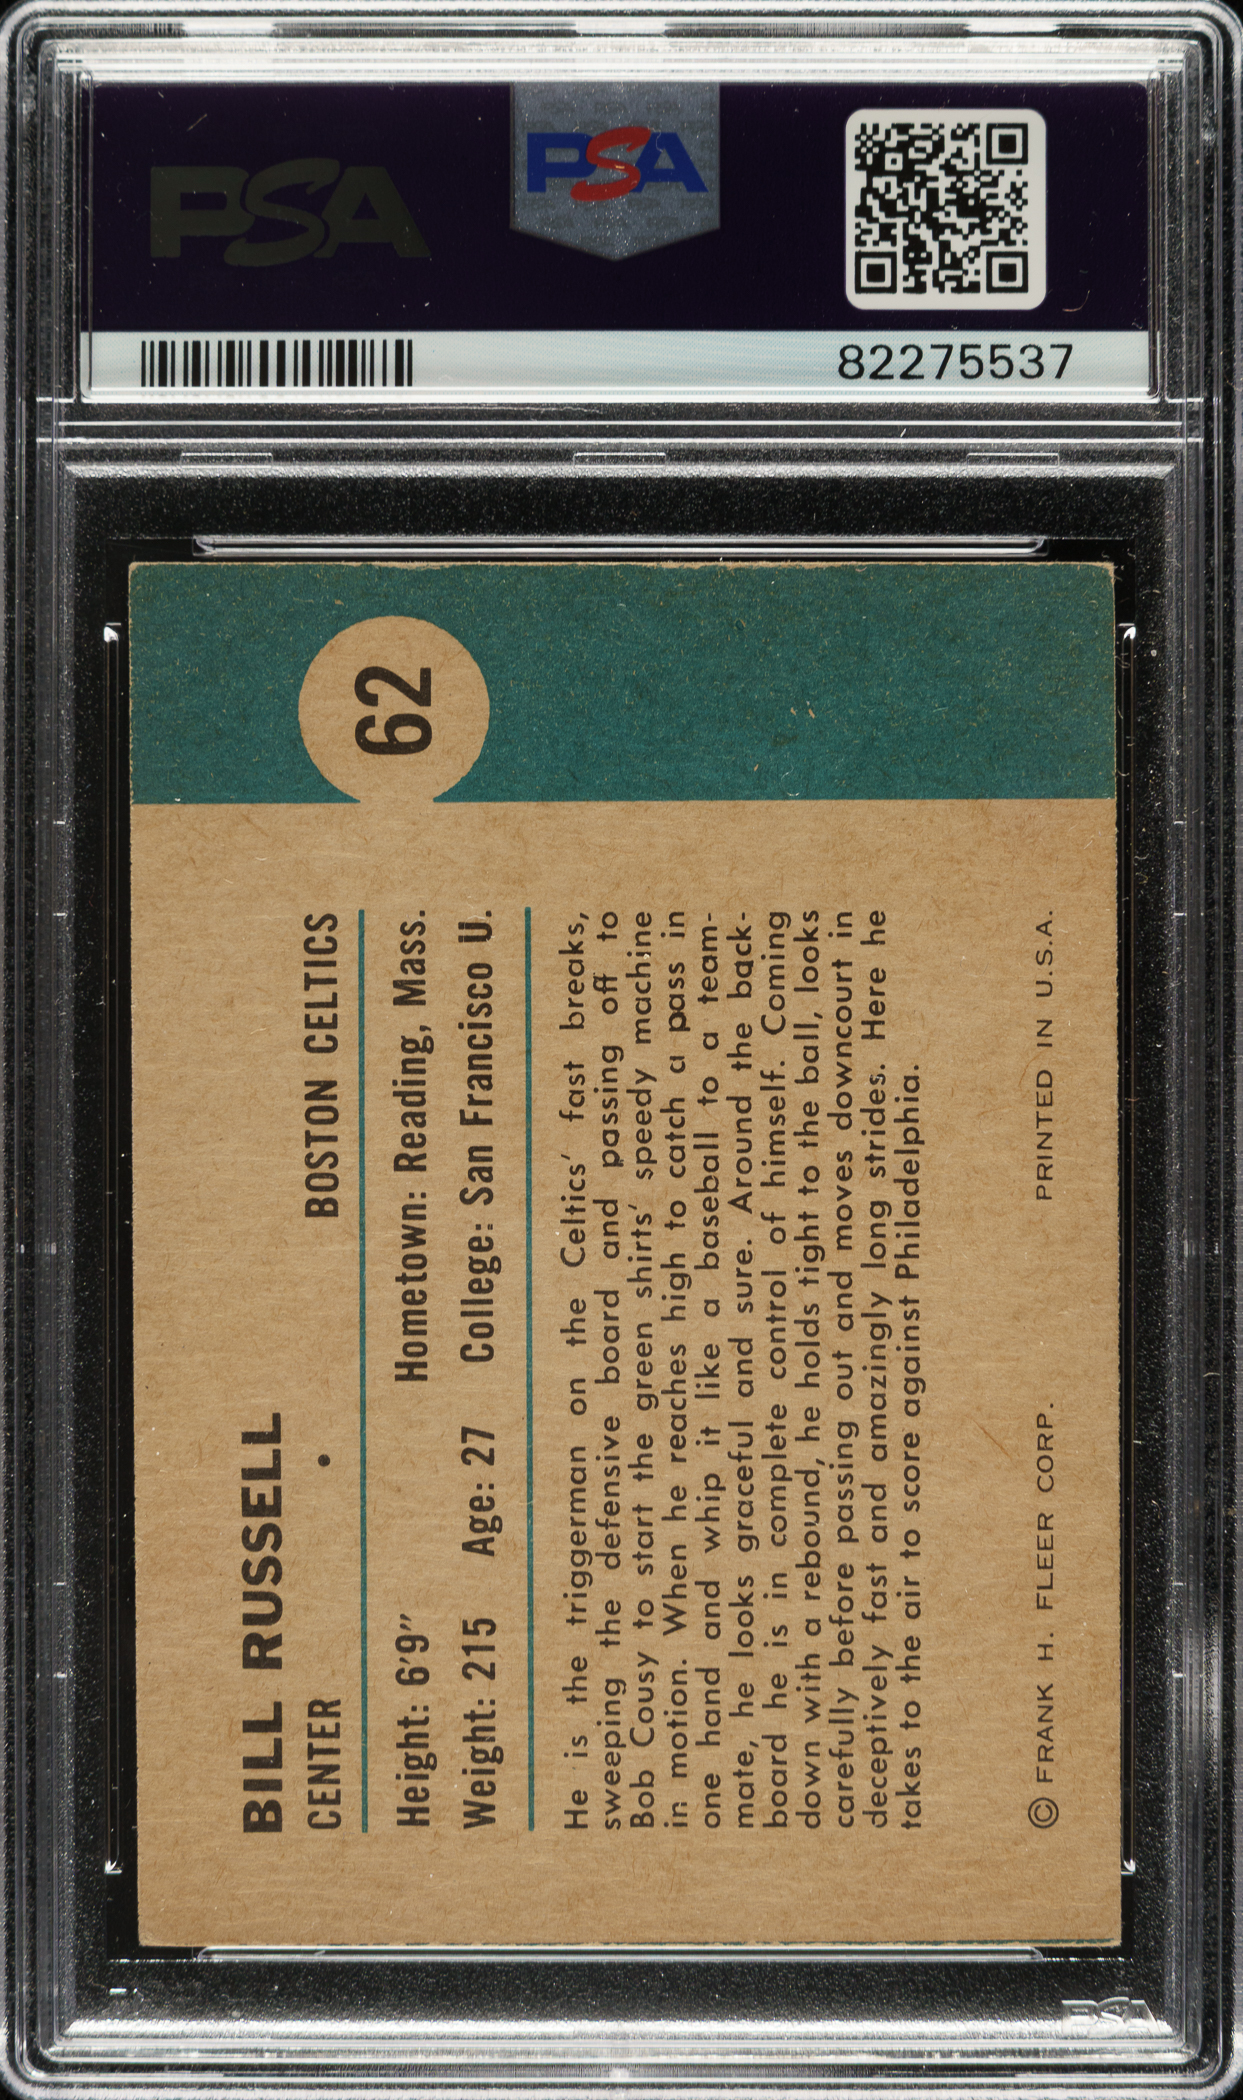 PSA
PSA
82275537
62
BILL RUSSELL
CENTER • BOSTON CELTICS
Height: 6'9" Hometown: Reading, Mass.
Weight: 215 Age: 27 College: San Francisco U.
He is the triggerman on the Celtics' fast breaks,
sweeping the defensive board and passing off to
Bob Cousy to start the green shirts' speedy machine
in motion. When he reaches high to catch a pass in
one hand and whip it like a baseball to a team-
mate, he looks graceful and sure. Around the back-
board he is in complete control of himself. Coming
down with a rebound, he holds tight to the ball, looks
carefully before passing out and moves downcourt in
deceptively fast and amazingly long strides. Here he
takes to the air to score against Philadelphia.
© FRANK H. FLEER CORP. PRINTED IN U.S.A.
PSA